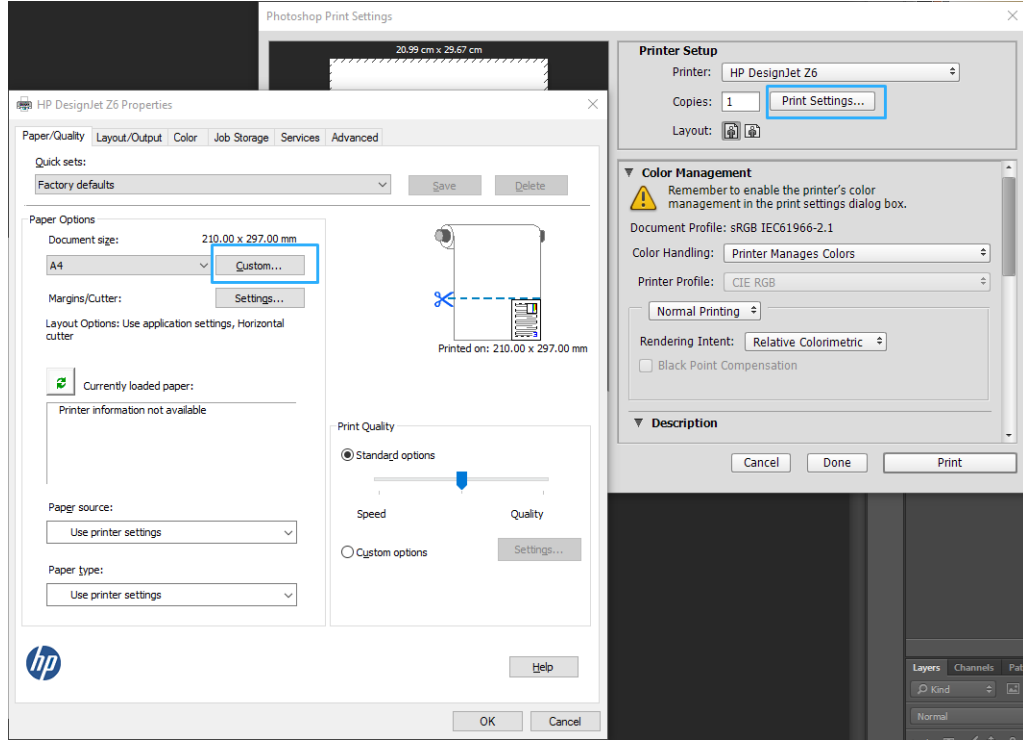 Photoshop Print Settings
20.99 cm x 29.67 cm
Printer Setup
Printer: HP DesignJet Z6
Copies: 1 Print Settings...
Layout:
Color Management
Remember to enable the printer's color
management in the print settings dialog box.
Document Profile: sRGB IEC61966-2.1
Color Handling: Printer Manages Colors
Printer Profile: CIE RGB
Normal Printing
Rendering Intent: Relative Colorimetric
Black Point Compensation
Description
Cancel Done Print
HP DesignJet Z6 Properties
Paper/Quality Layout/Output Color Job Storage Services Advanced
Quick sets:
Factory defaults Save Delete
Paper Options
Document size: 210.00 x 297.00 mm
A4 Custom...
Margins/Cutter: Settings...
Layout Options: Use application settings, Horizontal
cutter
Printed on: 210.00 x 297.00 mm
Currently loaded paper:
Printer information not available
Print Quality
Standard options
Speed Quality
Custom options Settings...
Paper source:
Use printer settings
Paper type:
Use printer settings
hp
Help
OK Cancel
Layers Channels Pat
Kind
Normal